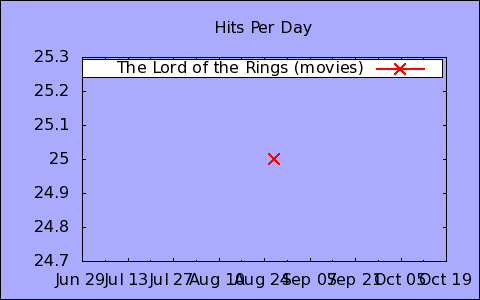 Hits Per Day
25.3
The Lord of the Rings (movies)
25.2
25.1
25
24.9
24.8
24.7
Jun 29 Jul 13 Jul 27 Aug 10 Aug 24 Sep 07 Sep 21 Oct 05 Oct 19